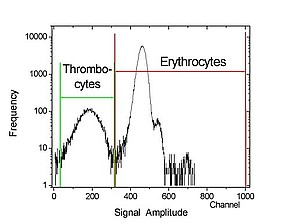 10000
1000
100
10
1
Frequency
Thrombo-
cytes
Erythrocytes
0 200 400 600 800 1000
Channel
Signal Amplitude